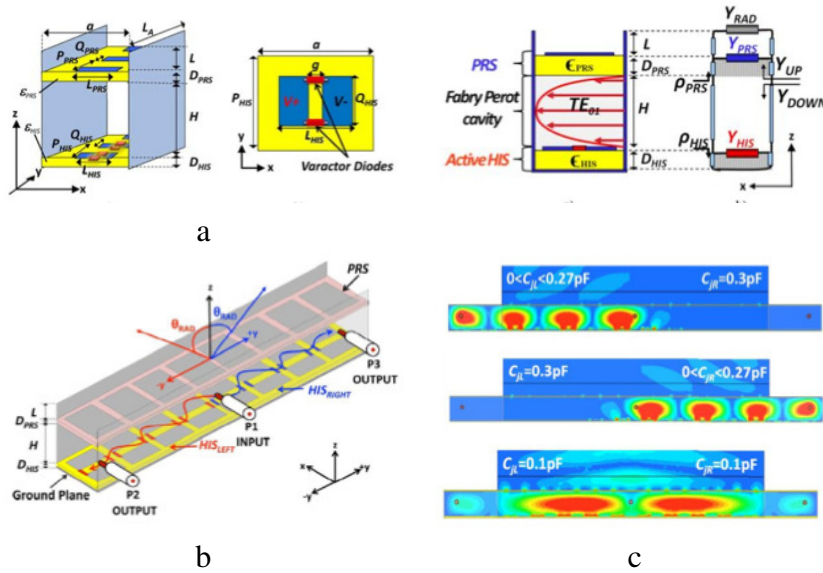 a
L_A
Q_PRS
P_PRS
L
D_PRS
L_PRS
ε_PRS
H
z
Q_HIS
P_HIS
ε_HIS
L_HIS
D_HIS
y
x
a
g
P_HIS
V+
V-
Q_HIS
L_HIS
y
x
Varactor Diodes
PRS
Fabry Perot
cavity
Active HIS
Є_PRS
TE_01
Є_HIS
L
D_PRS
H
D_HIS
Y_RAD
Y_PRS
Y_UP
ρ_PRS
Y_DOWN
ρ_HIS
Y_HIS
z
x
a
PRS
z
θ_RAD
θ_RAD
+y
-y
P3
OUTPUT
HIS_RIGHT
P1
INPUT
HIS_LEFT
L
D_PRS
H
D_HIS
Ground Plane
P2
OUTPUT
z
x
+y
-y
b
0<C_jL<0.27pF
C_jR=0.3pF
C_jL=0.3pF
0<C_jR<0.27pF
C_jL=0.1pF
C_jR=0.1pF
c